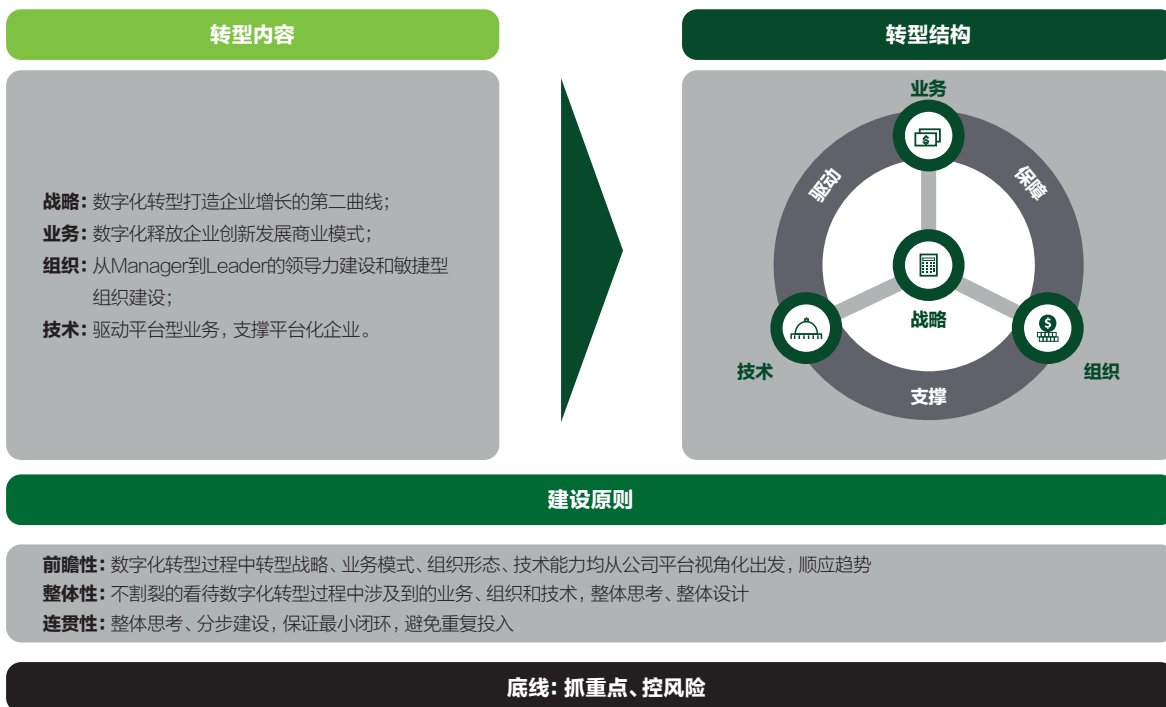 转型内容
战略：数字化转型打造企业增长的第二曲线；
业务：数字化释放企业创新发展商业模式；
组织：从Manager到Leader的领导力建设和敏捷型
组织建设；
技术：驱动平台型业务，支撑平台化企业。
转型结构
业务
驱动
保障
战略
技术
组织
支撑
建设原则
前瞻性：数字化转型过程中转型战略、业务模式、组织形态、技术能力均从公司平台视角化出发，顺应趋势
整体性：不割裂的看待数字化转型过程中涉及到的业务、组织和技术，整体思考、整体设计
连贯性：整体思考、分步建设，保证最小闭环，避免重复投入
底线：抓重点、控风险